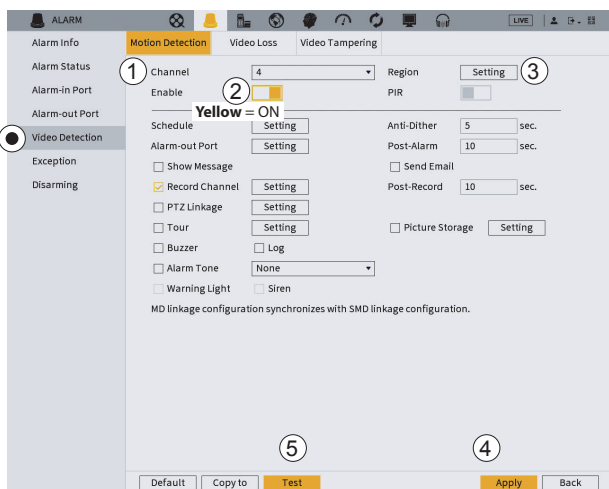 ALARM LIVE
Alarm Info
Alarm Status
Alarm-in Port
Alarm-out Port
Video Detection
Exception
Disarming
Motion Detection Video Loss Video Tampering
1 Channel 4 Region Setting 3
Enable 2 PIR
Yellow = ON
Schedule Setting Anti-Dither 5 sec.
Alarm-out Port Setting Post-Alarm 10 sec.
Show Message Send Email
Record Channel Setting Post-Record 10 sec.
PTZ Linkage Setting
Tour Setting Picture Storage Setting
Buzzer Log
Alarm Tone None
Warning Light Siren
MD linkage configuration synchronizes with SMD linkage configuration.
5 4
Default Copy to Test Apply Back